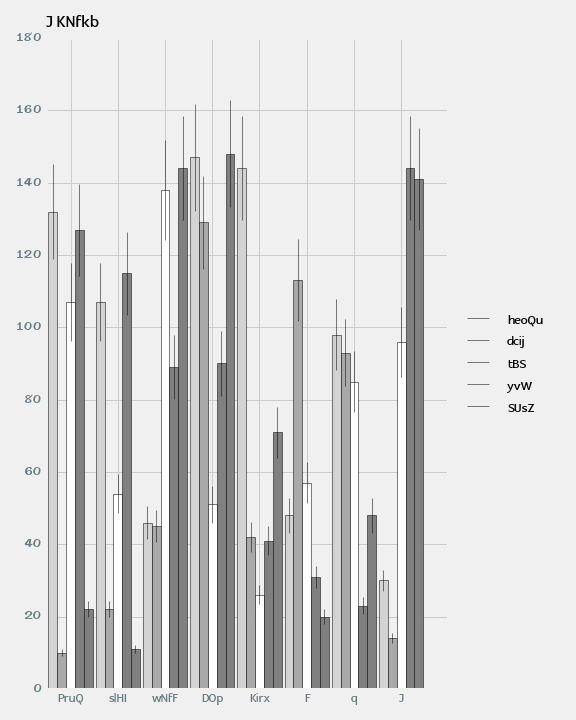 J KNfkb
180
160
140
120
100
80
60
40
20
0
PruQ slHI wNfF DOp Kirx F q J
heoQu
dcij
tBS
yvW
SUsZ